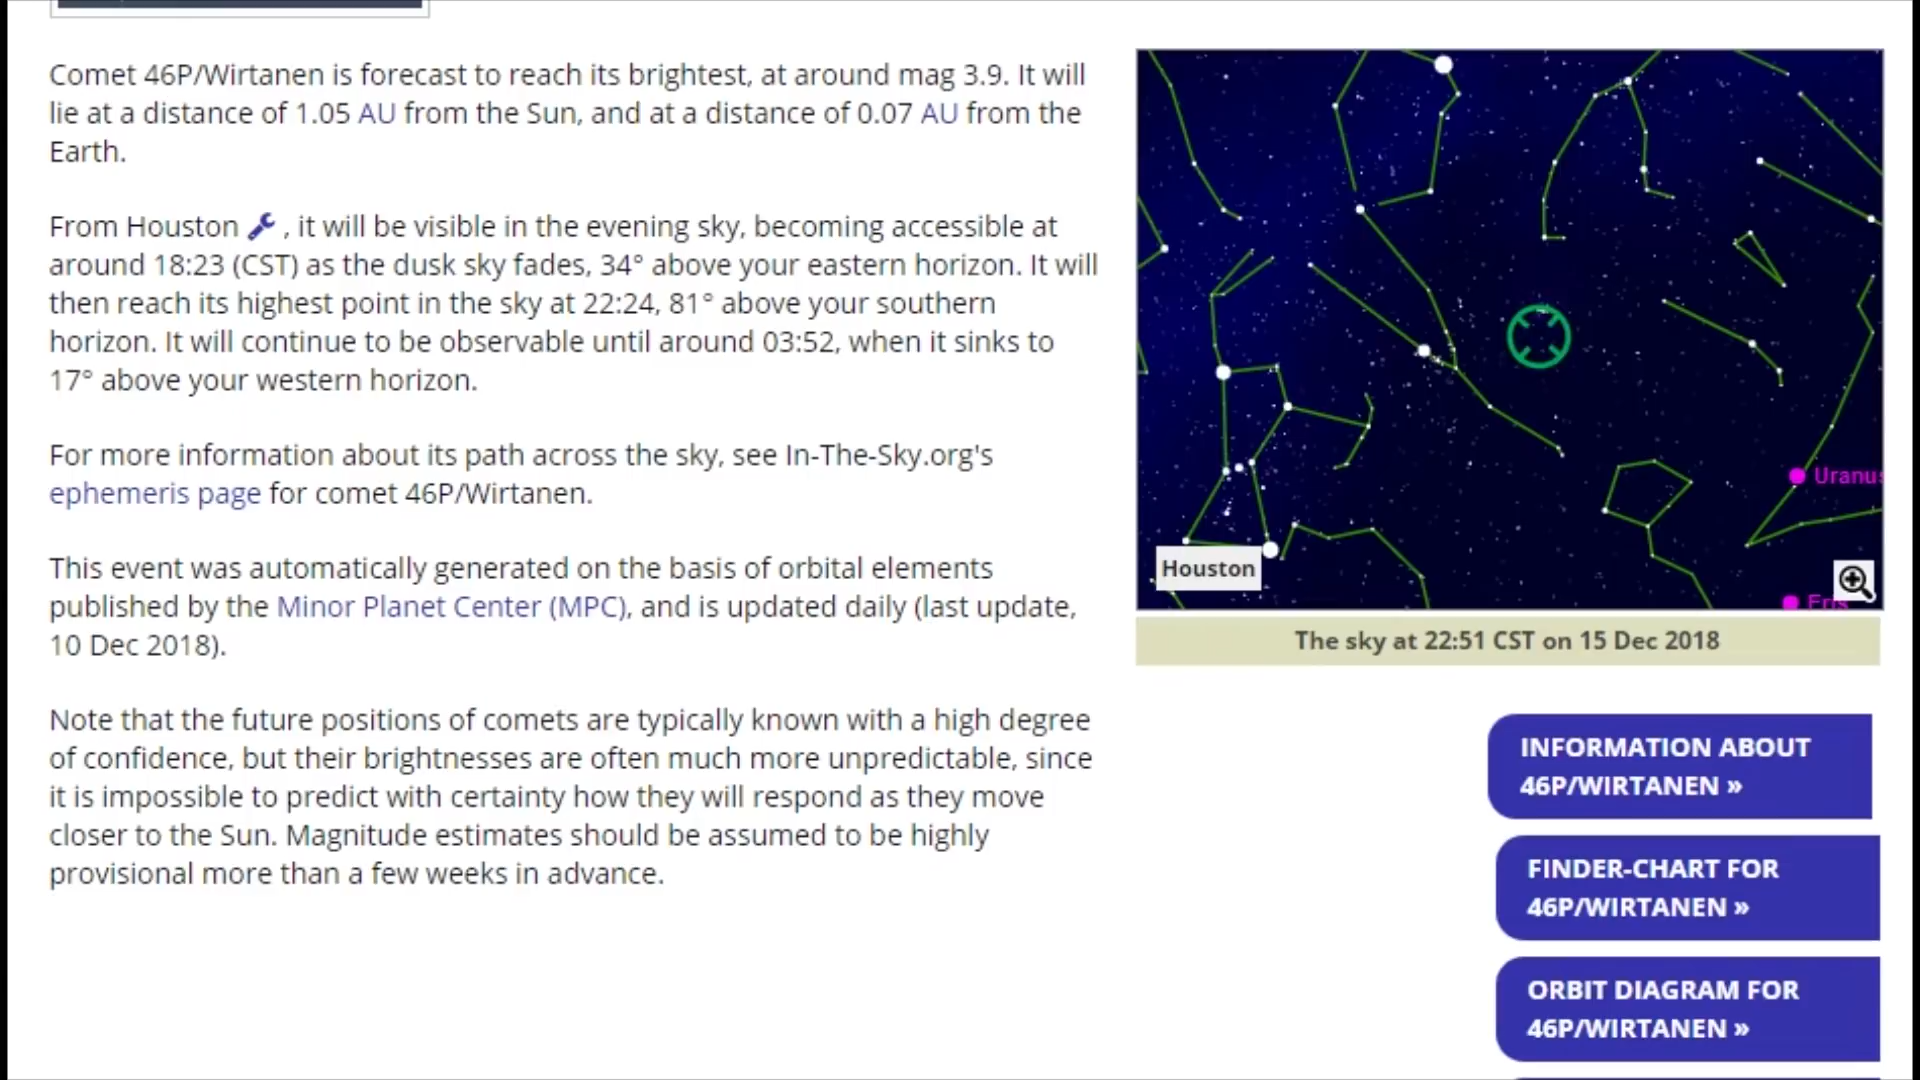 Comet 46P/Wirtanen is forecast to reach its brightest, at around mag 3.9. It will
lie at a distance of 1.05 AU from the Sun, and at a distance of 0.07 AU from the
Earth.
From Houston , it will be visible in the evening sky, becoming accessible at
around 18:23 (CST) as the dusk sky fades, 34° above your eastern horizon. It will
then reach its highest point in the sky at 22:24, 81° above your southern
horizon. It will continue to be observable until around 03:52, when it sinks to
17° above your western horizon.
For more information about its path across the sky, see In-The-Sky.org's
ephemeris page for comet 46P/Wirtanen.
This event was automatically generated on the basis of orbital elements
published by the Minor Planet Center (MPC), and is updated daily (last update,
10 Dec 2018).
Note that the future positions of comets are typically known with a high degree
of confidence, but their brightnesses are often much more unpredictable, since
it is impossible to predict with certainty how they will respond as they move
closer to the Sun. Magnitude estimates should be assumed to be highly
provisional more than a few weeks in advance.
Uranus
Houston
Eris
The sky at 22:51 CST on 15 Dec 2018
INFORMATION ABOUT
46P/WIRTANEN »
FINDER-CHART FOR
46P/WIRTANEN »
ORBIT DIAGRAM FOR
46P/WIRTANEN »